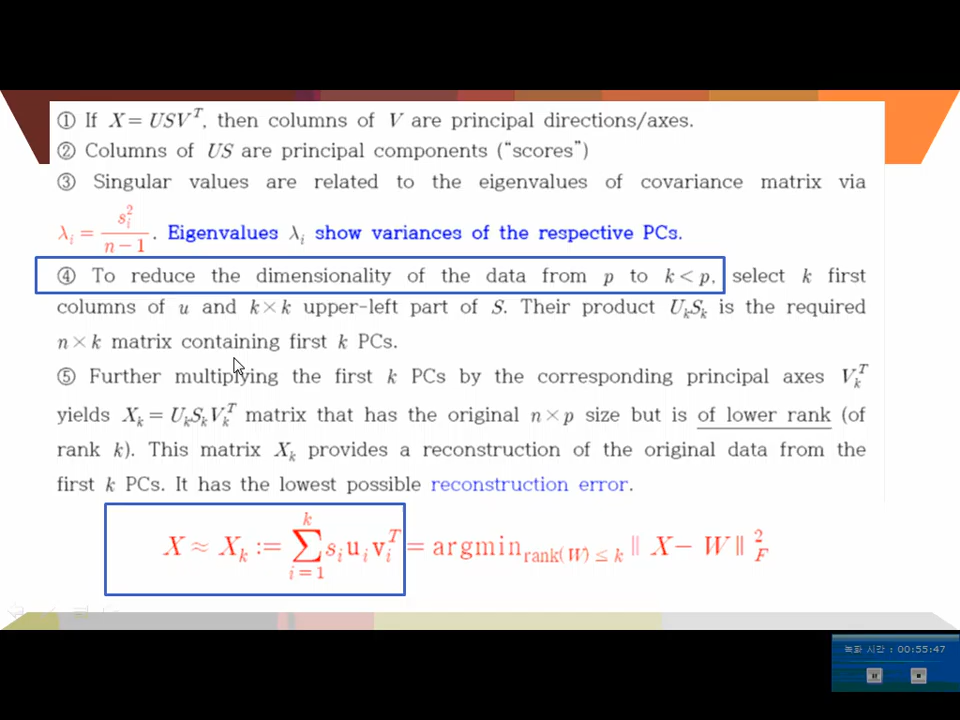 ① If X = USV^T, then columns of V are principal directions/axes.
② Columns of US are principal components (“scores”)
③ Singular values are related to the eigenvalues of covariance matrix via
λ_i = s_i^2 / (n−1). Eigenvalues λ_i show variances of the respective PCs.
④ To reduce the dimensionality of the data from p to k < p, select k first
columns of u and k×k upper-left part of S. Their product U_kS_k is the required
n×k matrix containing first k PCs.
⑤ Further multiplying the first k PCs by the corresponding principal axes V_k^T
yields X_k = U_kS_kV_k^T matrix that has the original n×p size but is of lower rank (of
rank k). This matrix X_k provides a reconstruction of the original data from the
first k PCs. It has the lowest possible reconstruction error.
X ≈ X_k := ∑_{i=1}^{k} s_i u_i v_i^T = argmin_{rank(W) ≤ k} ‖X − W‖_F^2
녹화 시간 : 00:55:47